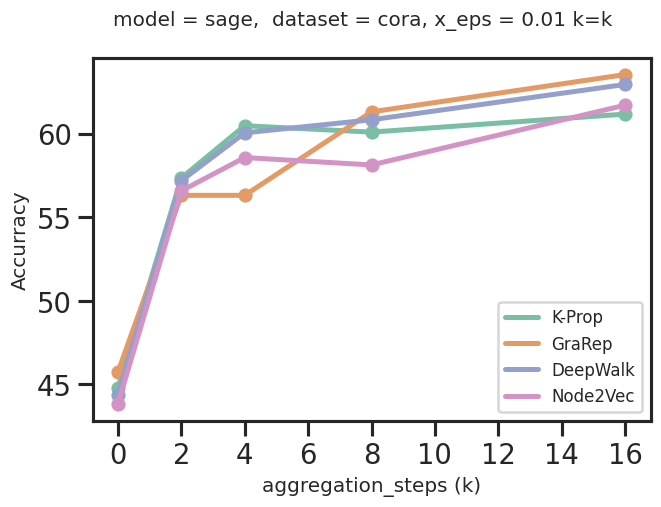 model = sage,  dataset = cora, x_eps = 0.01 k=k
Accurracy
60
55
50
45
K-Prop
GraRep
DeepWalk
Node2Vec
0 2 4 6 8 10 12 14 16
aggregation_steps (k)